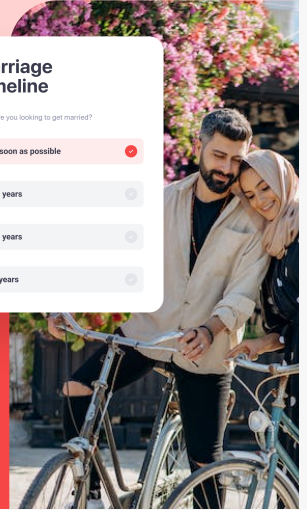 rriage
neline
e you looking to get married?
soon as possible
years
years
years